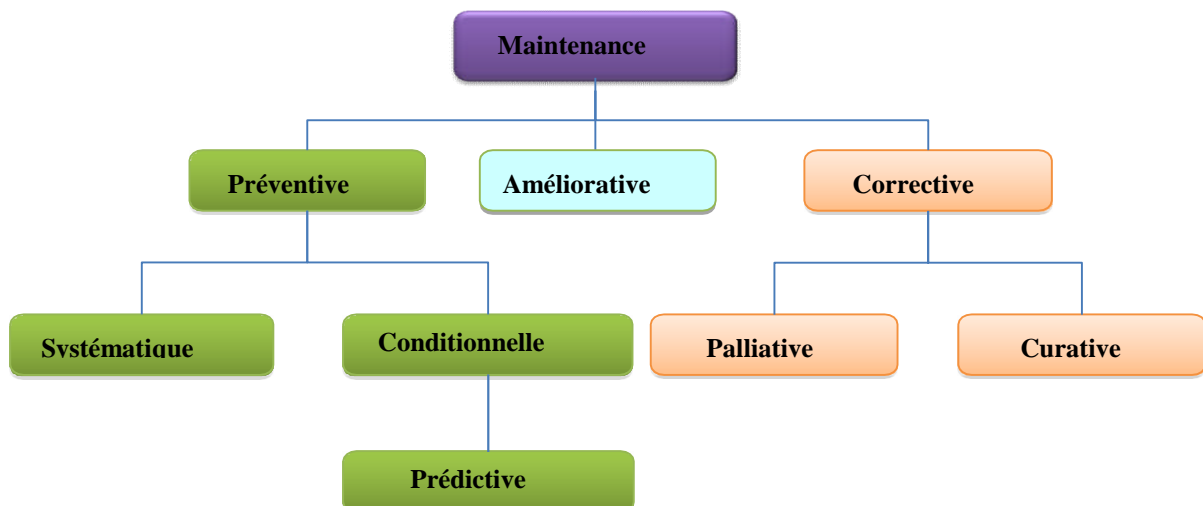 Maintenance
Préventive
Améliorative
Corrective
Systématique
Conditionnelle
Palliative
Curative
Prédictive